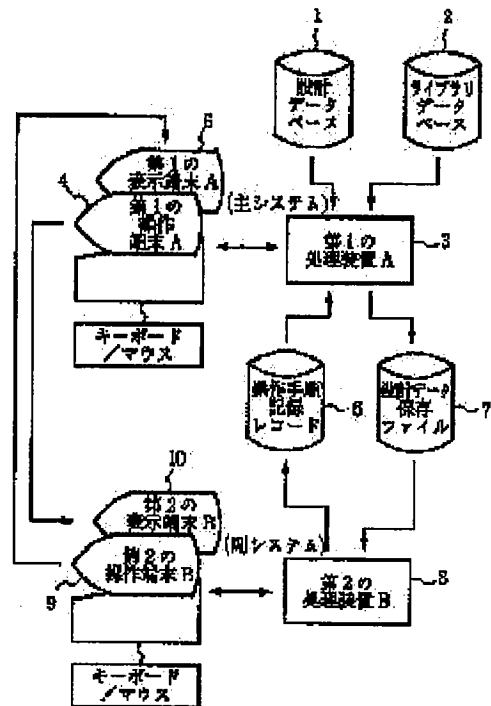 1
2
設計
データ
ベース
ライブラリ
データ
ベース
5
第1の
表示端末A
4
第1の
操作
端末A
(主システム)
第1の
処理装置A
3
キーボード
/マウス
操作手順
記録
レコード
6
設計データ
保存
ファイル
7
10
第2の
表示端末B
(副システム)
第2の
操作端末B
9
第2の
処理装置B
8
キーボード
/マウス